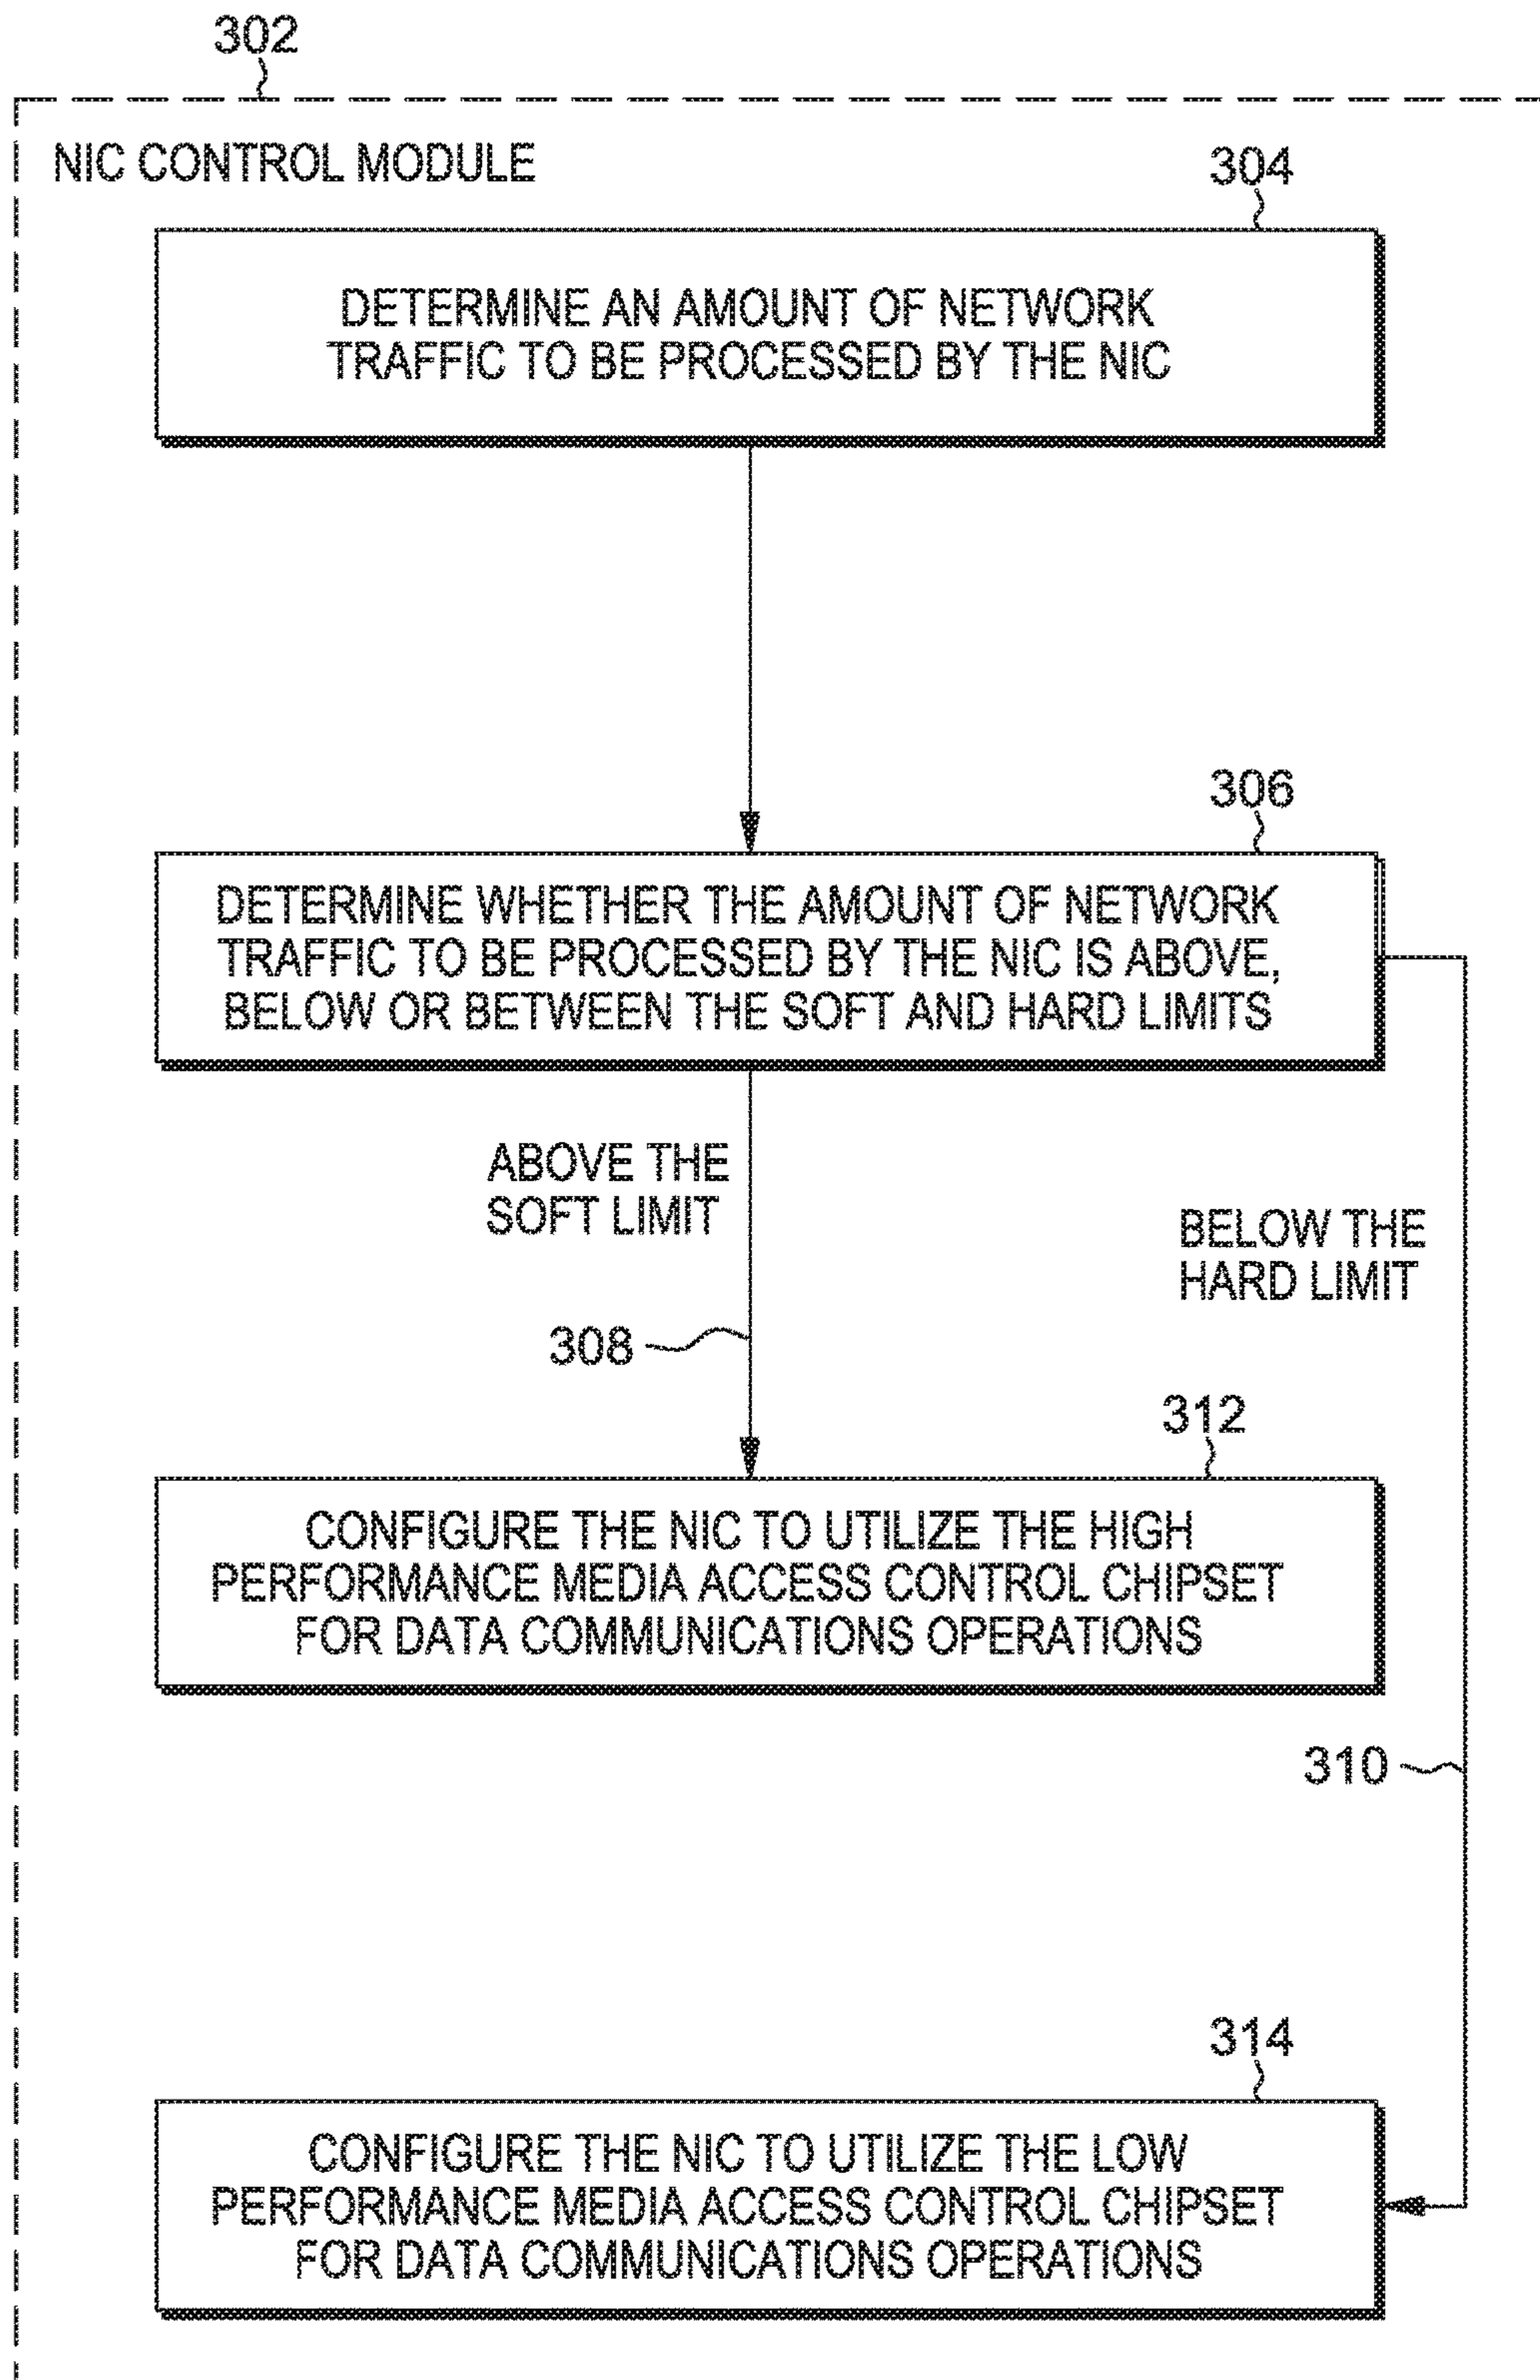 302
NIC CONTROL MODULE
304
DETERMINE AN AMOUNT OF NETWORK
TRAFFIC TO BE PROCESSED BY THE NIC
306
DETERMINE WHETHER THE AMOUNT OF NETWORK
TRAFFIC TO BE PROCESSED BY THE NIC IS ABOVE,
BELOW OR BETWEEN THE SOFT AND HARD LIMITS
ABOVE THE
SOFT LIMIT
BELOW THE
HARD LIMIT
308
312
CONFIGURE THE NIC TO UTILIZE THE HIGH
PERFORMANCE MEDIA ACCESS CONTROL CHIPSET
FOR DATA COMMUNICATIONS OPERATIONS
310
314
CONFIGURE THE NIC TO UTILIZE THE LOW
PERFORMANCE MEDIA ACCESS CONTROL CHIPSET
FOR DATA COMMUNICATIONS OPERATIONS